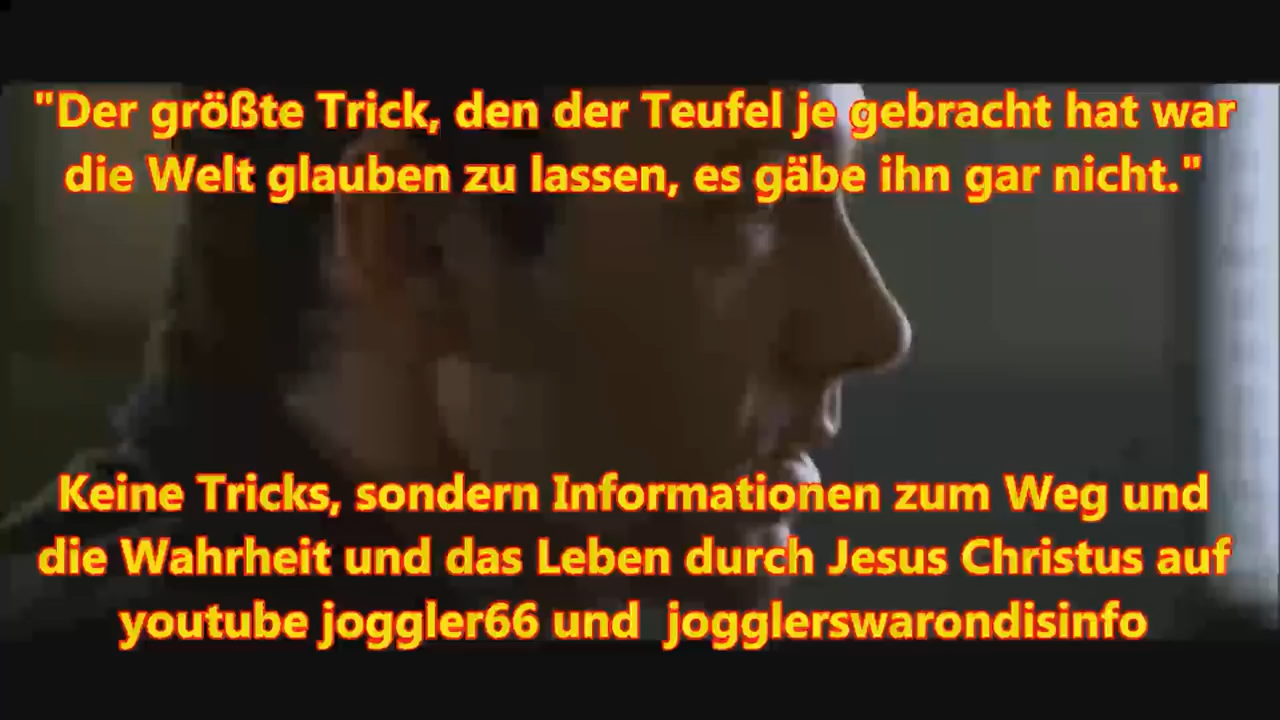 "Der größte Trick, den der Teufel je gebracht hat war
die Welt glauben zu lassen, es gäbe ihn gar nicht."
Keine Tricks, sondern Informationen zum Weg und
die Wahrheit und das Leben durch Jesus Christus auf
youtube joggler66 und jogglerswarondisinfo